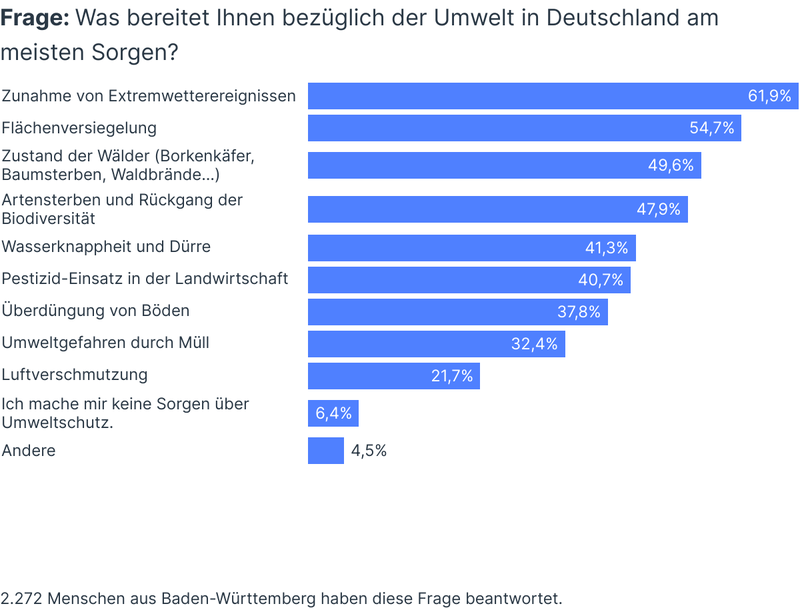 Frage: Was bereitet Ihnen bezüglich der Umwelt in Deutschland am
meisten Sorgen?
Zunahme von Extremwetterereignissen 61,9%
Flächenversiegelung 54,7%
Zustand der Wälder (Borkenkäfer,
Baumsterben, Waldbrände...) 49,6%
Artensterben und Rückgang der
Biodiversität 47,9%
Wasserknappheit und Dürre 41,3%
Pestizid-Einsatz in der Landwirtschaft 40,7%
Überdüngung von Böden 37,8%
Umweltgefahren durch Müll 32,4%
Luftverschmutzung 21,7%
Ich mache mir keine Sorgen über
Umweltschutz. 6,4%
Andere 4,5%
2.272 Menschen aus Baden-Württemberg haben diese Frage beantwortet.